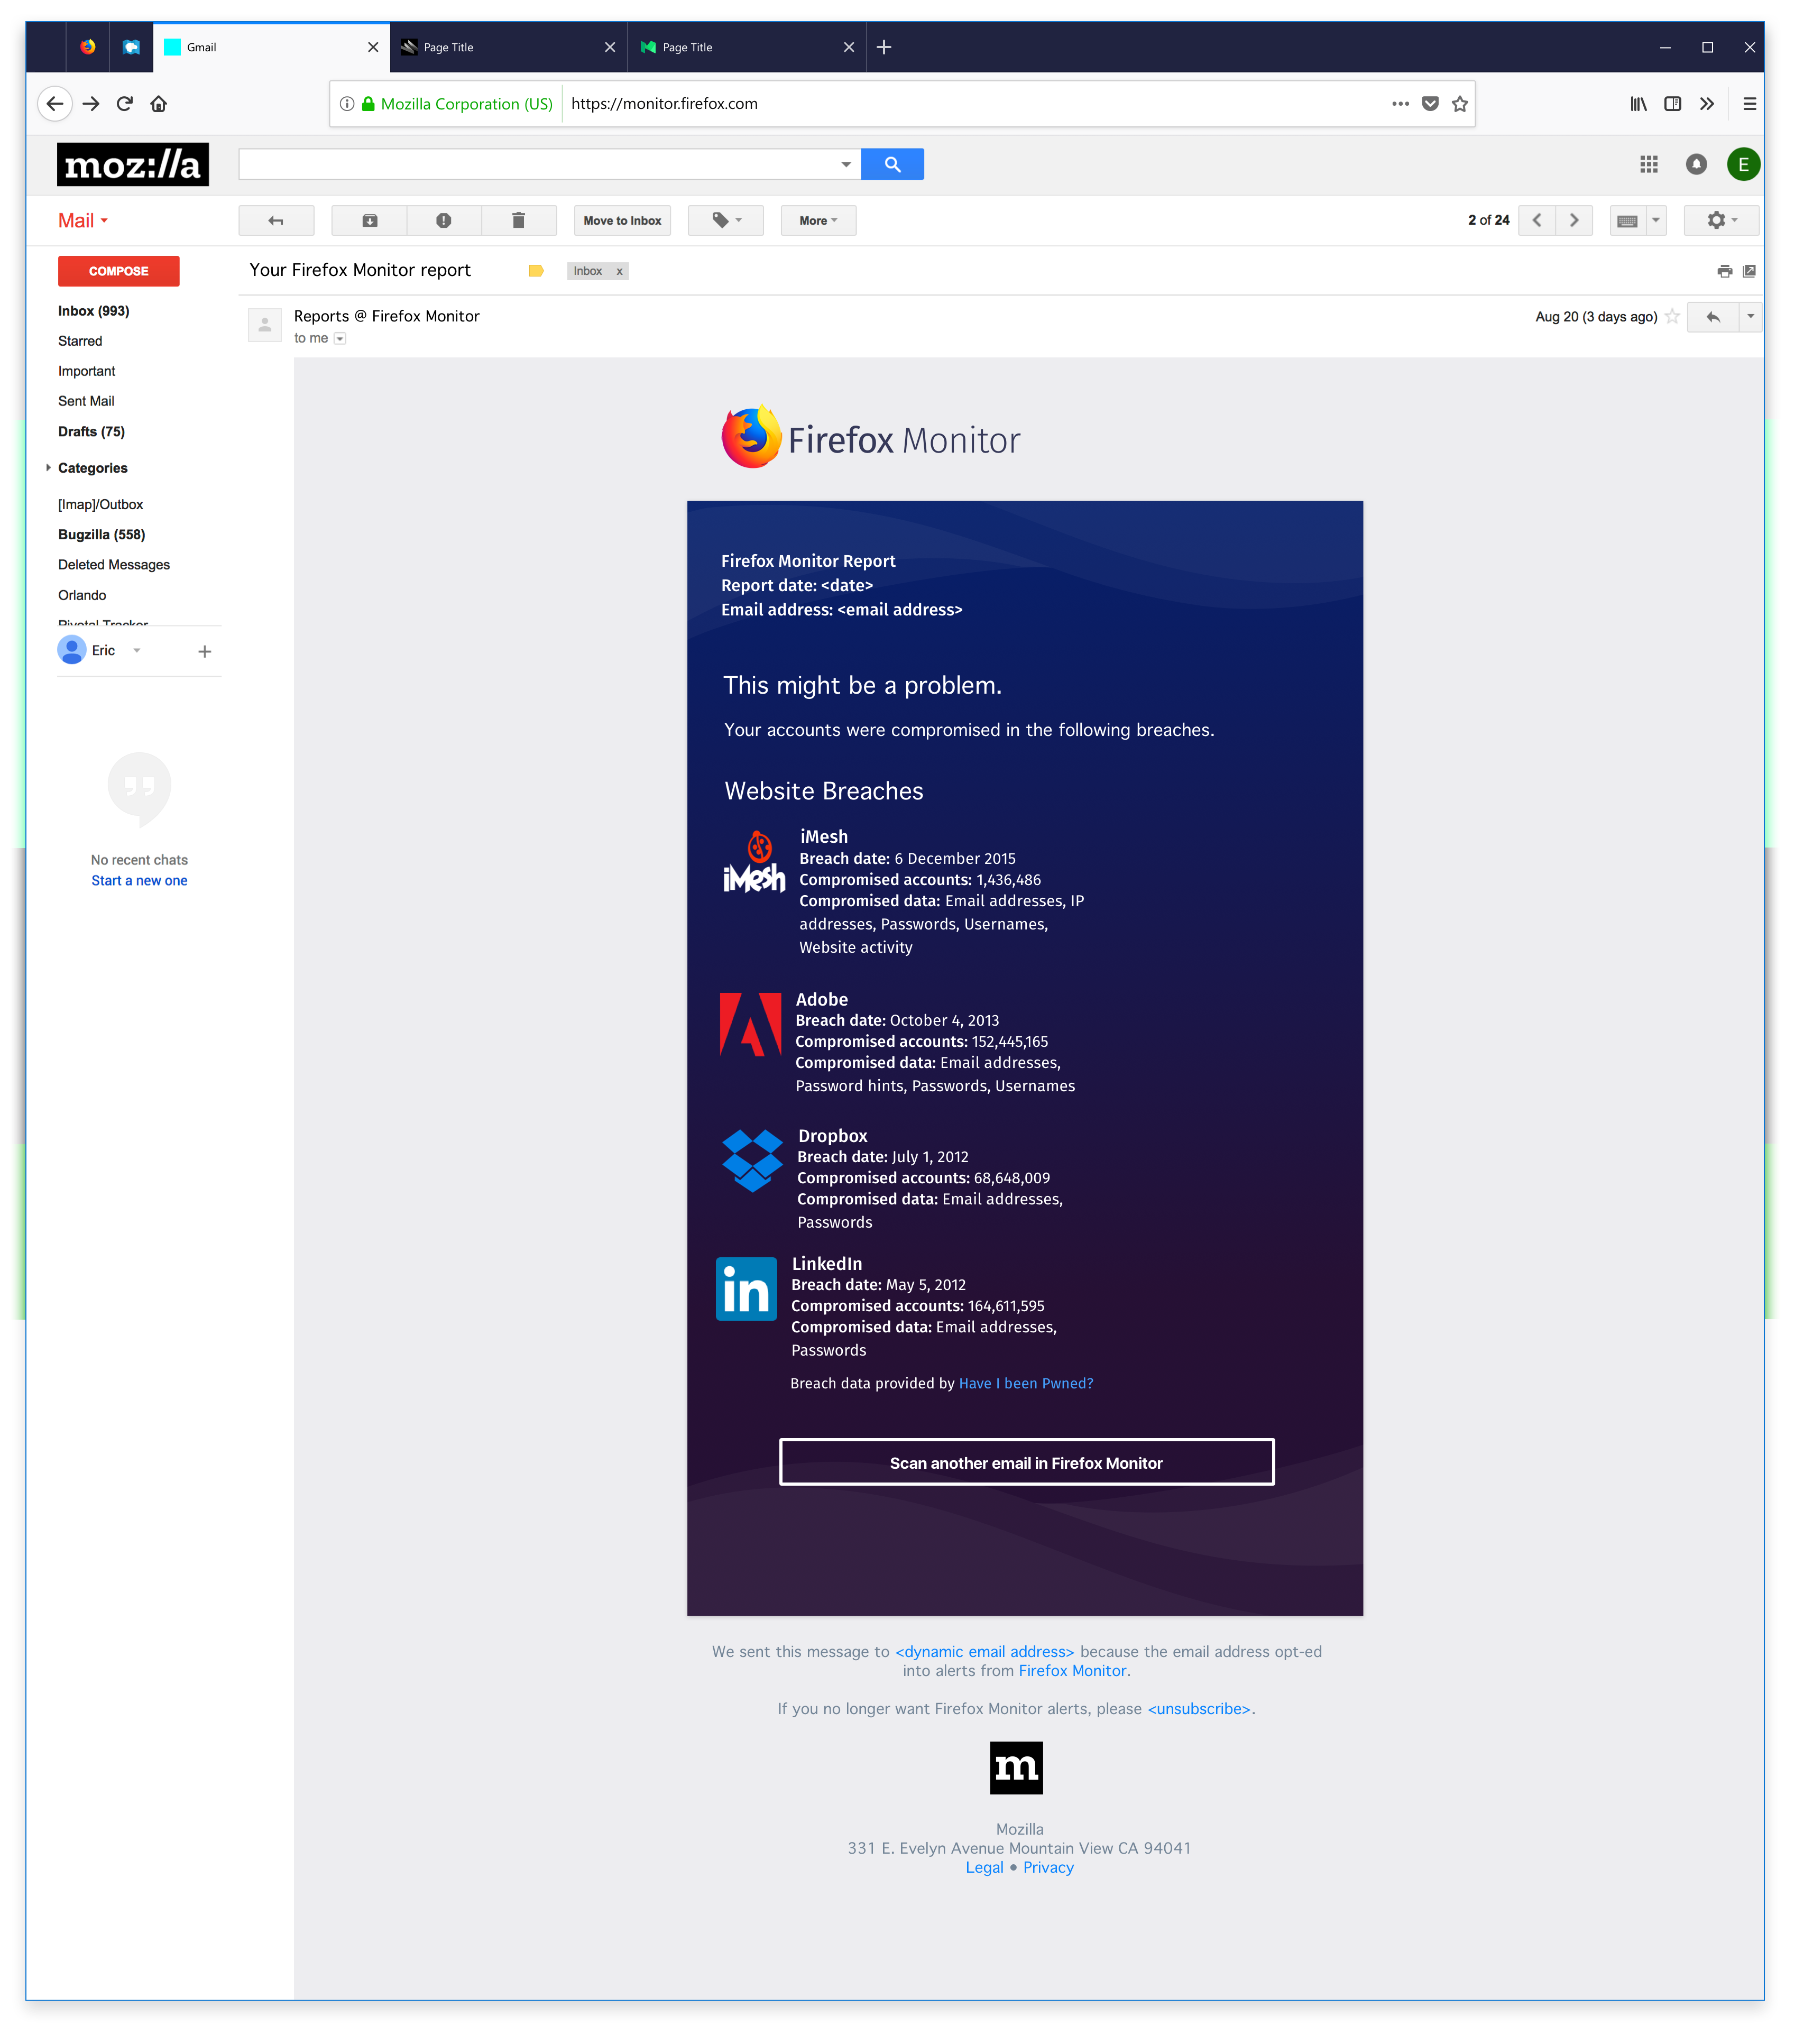 Gmail
Page Title
Page Title
Mozilla Corporation (US)
https://monitor.firefox.com
moz://a
E
Mail
Move to Inbox
More
2 of 24
COMPOSE
Your Firefox Monitor report
Inbox x
Inbox (993)
Starred
Important
Sent Mail
Drafts (75)
Categories
[Imap]/Outbox
Bugzilla (558)
Deleted Messages
Orlando
Pivotal Tracker
Eric
No recent chats
Start a new one
Reports @ Firefox Monitor
to me
Aug 20 (3 days ago)
Firefox Monitor
Firefox Monitor Report
Report date: <date>
Email address: <email address>
This might be a problem.
Your accounts were compromised in the following breaches.
Website Breaches
iMesh
iMesh
Breach date: 6 December 2015
Compromised accounts: 1,436,486
Compromised data: Email addresses, IP
addresses, Passwords, Usernames,
Website activity
Adobe
Breach date: October 4, 2013
Compromised accounts: 152,445,165
Compromised data: Email addresses,
Password hints, Passwords, Usernames
Dropbox
Breach date: July 1, 2012
Compromised accounts: 68,648,009
Compromised data: Email addresses,
Passwords
in
LinkedIn
Breach date: May 5, 2012
Compromised accounts: 164,611,595
Compromised data: Email addresses,
Passwords
Breach data provided by Have I been Pwned?
Scan another email in Firefox Monitor
We sent this message to <dynamic email address> because the email address opt-ed
into alerts from Firefox Monitor.
If you no longer want Firefox Monitor alerts, please <unsubscribe>.
m
Mozilla
331 E. Evelyn Avenue Mountain View CA 94041
Legal • Privacy